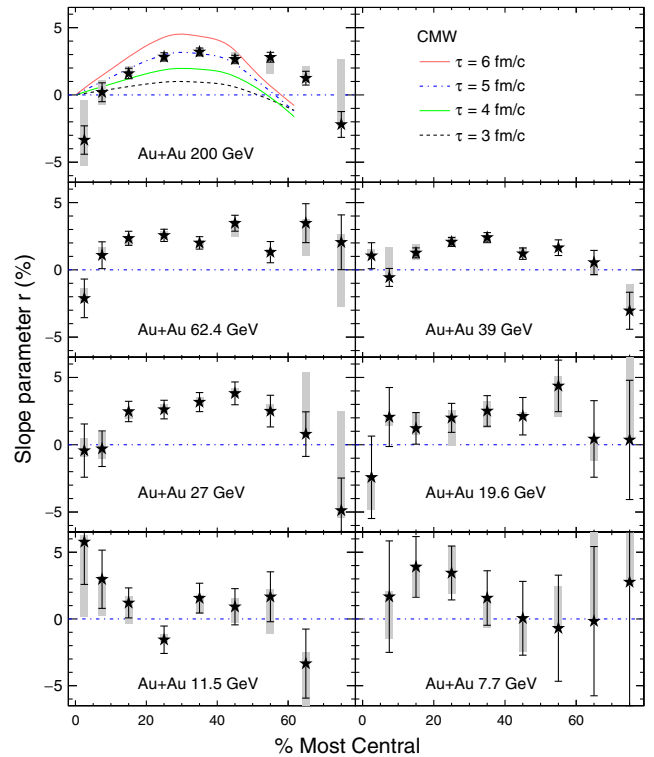 CMW
τ = 6 fm/c
τ = 5 fm/c
τ = 4 fm/c
τ = 3 fm/c
5
0
−5
Au+Au 200 GeV
5
0
−5
Au+Au 62.4 GeV
Au+Au 39 GeV
5
0
−5
Au+Au 27 GeV
Au+Au 19.6 GeV
5
0
−5
Au+Au 11.5 GeV
Au+Au 7.7 GeV
0 20 40 60 0 20 40 60
Slope parameter r (%)
% Most Central